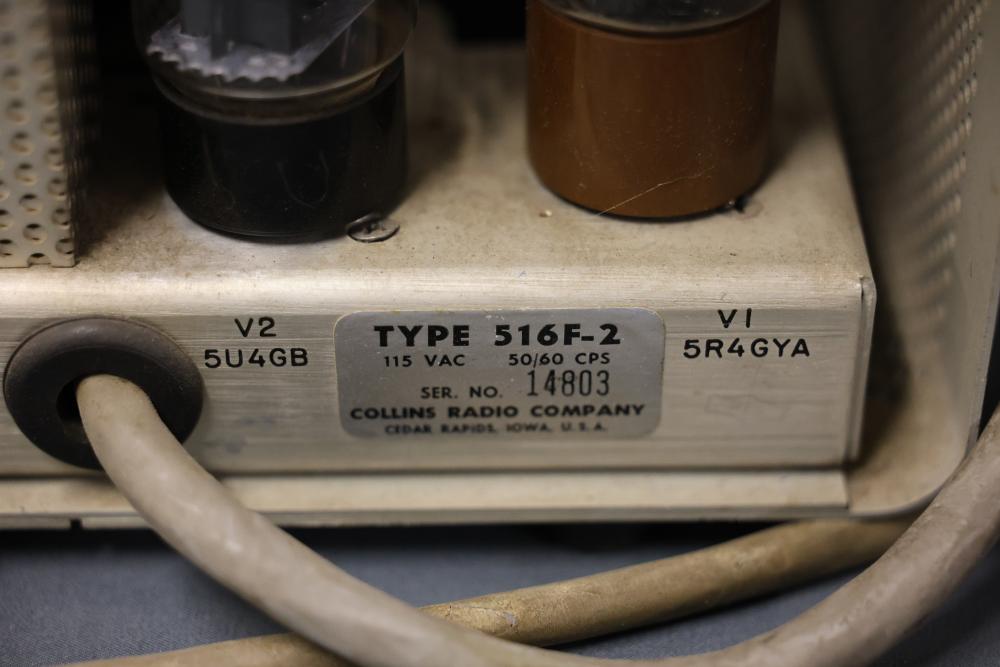 V2
5U4GB
TYPE 516F-2
115 VAC 50/60 CPS
SER. NO. 14803
COLLINS RADIO COMPANY
CEDAR RAPIDS, IOWA, U.S.A.
V1
5R4GYA